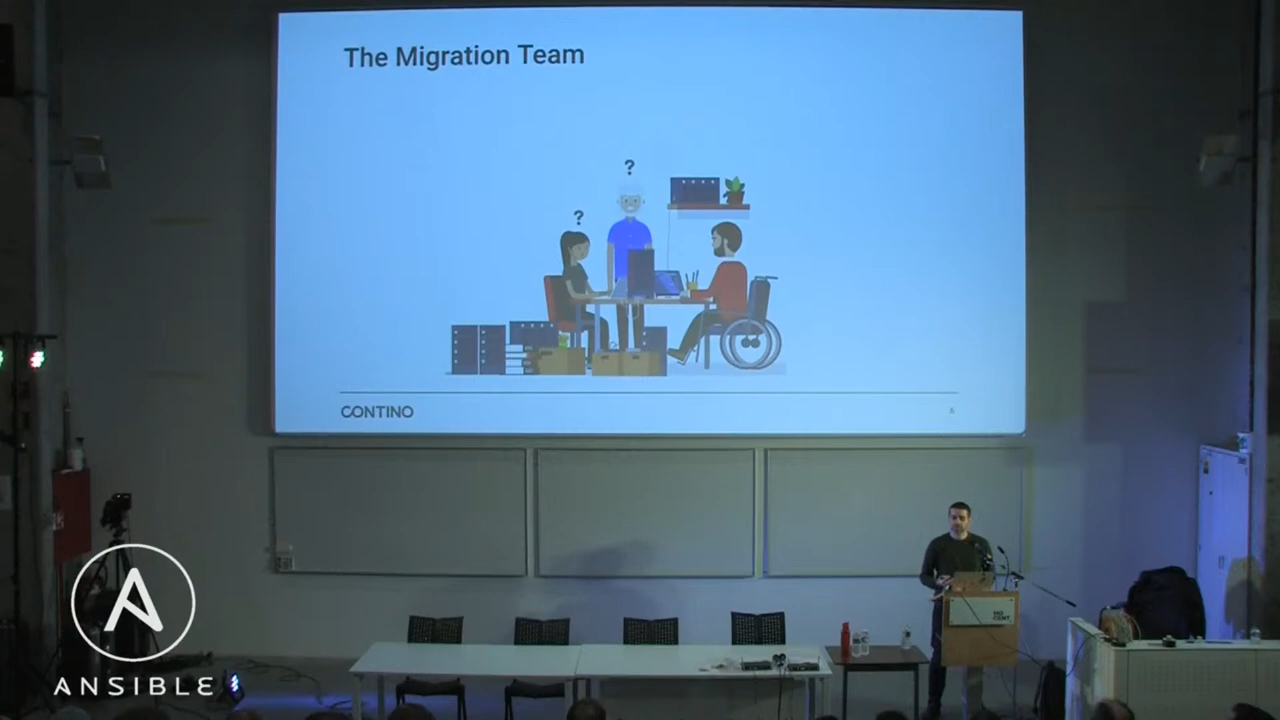 The Migration Team
?
?
CONTINO
ANSIBLE